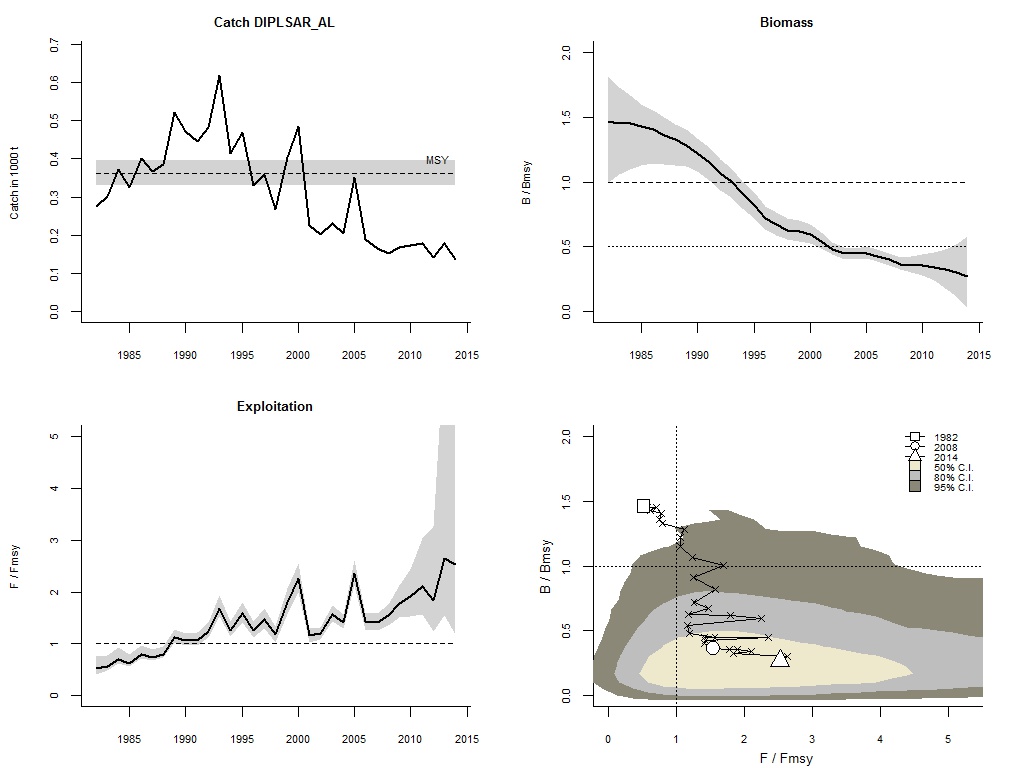 Catch DIPLSAR_AL
Catch in 1000 t
0.0 0.1 0.2 0.3 0.4 0.5 0.6 0.7
MSY
1985 1990 1995 2000 2005 2010 2015
Biomass
B / Bmsy
0.0 0.5 1.0 1.5 2.0
1985 1990 1995 2000 2005 2010 2015
Exploitation
F / Fmsy
0 1 2 3 4 5
1985 1990 1995 2000 2005 2010 2015
B / Bmsy
0.0 0.5 1.0 1.5 2.0
1982
2008
2014
50% C.I.
80% C.I.
95% C.I.
0 1 2 3 4 5
F / Fmsy